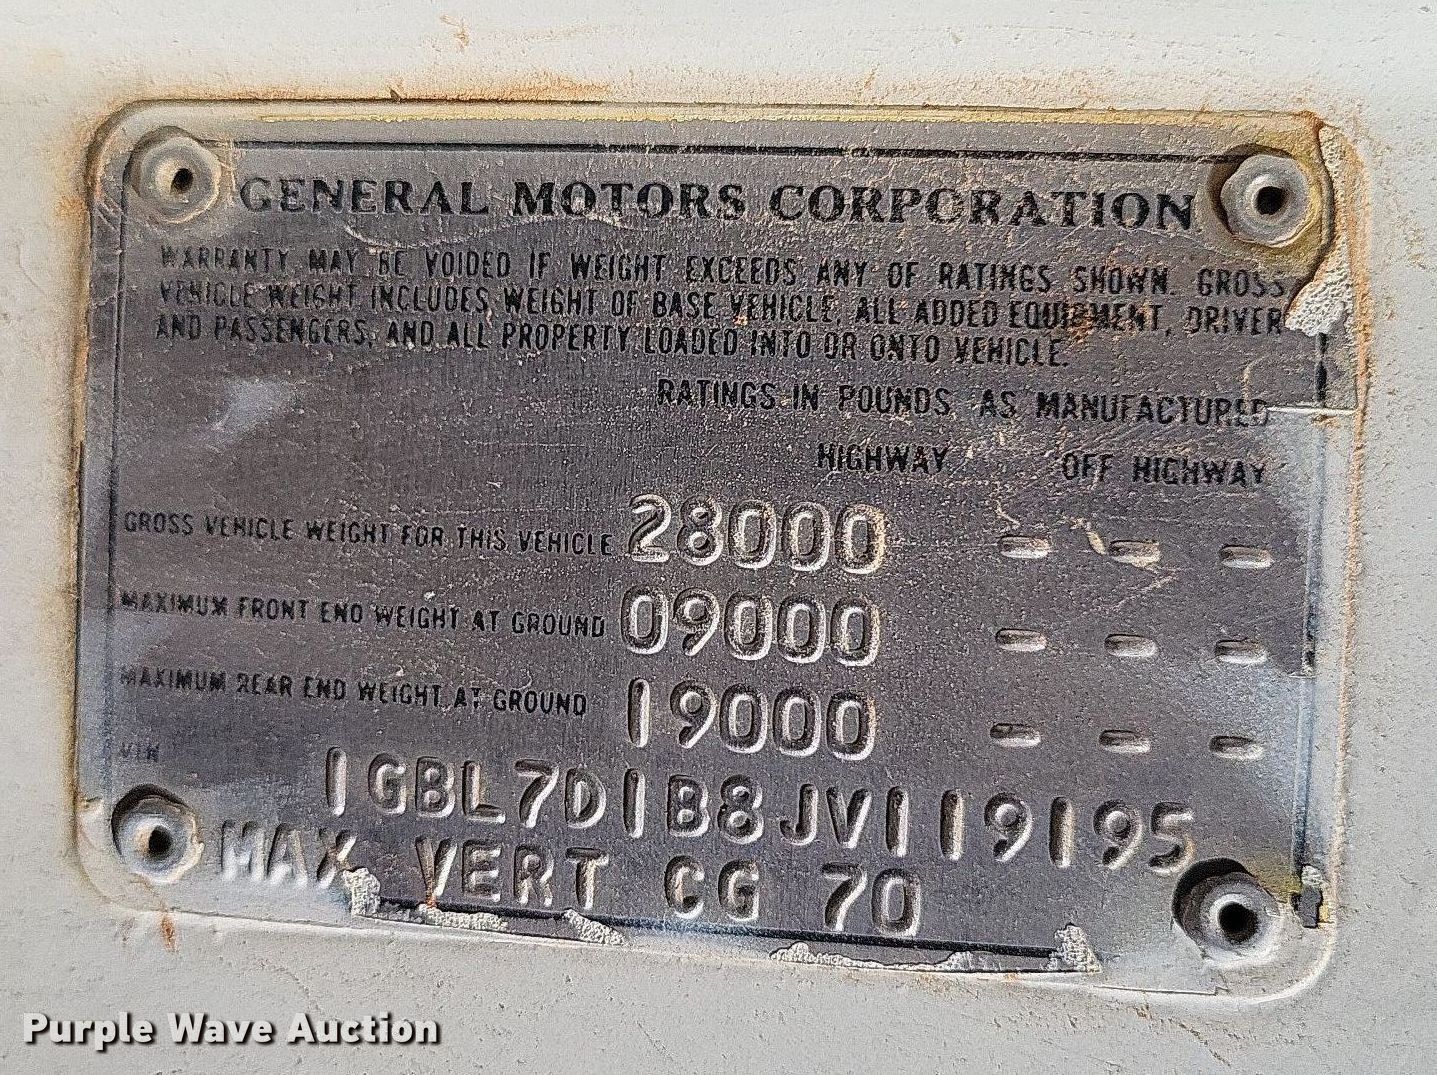 GENERAL MOTORS CORPORATION
WARRANTY MAY BE VOIDED IF WEIGHT EXCEEDS ANY OF RATINGS SHOWN. GROSS
VEHICLE WEIGHT INCLUDES WEIGHT OF BASE VEHICLE, ALL ADDED EQUIPMENT, DRIVER
AND PASSENGERS, AND ALL PROPERTY LOADED INTO OR ONTO VEHICLE.
RATINGS IN POUNDS AS MANUFACTURED
HIGHWAY OFF HIGHWAY
GROSS VEHICLE WEIGHT FOR THIS VEHICLE 28000 - - -
MAXIMUM FRONT END WEIGHT AT GROUND 09000 - - -
MAXIMUM REAR END WEIGHT AT GROUND 19000 - - -
VIN 1GBL7D1B8JV119195
MAX VERT CG 70
Purple Wave Auction